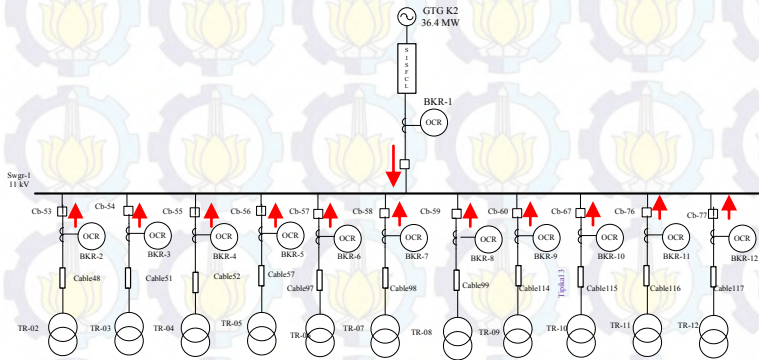 GTG K2
36.4 MW
SISFCL
BKR-1
OCR
Swgr-1
11 kV
Cb-53
Cb-54
Cb-55
Cb-56
Cb-57
Cb-58
Cb-59
Cb-60
Cb-67
Cb-76
Cb-77
OCR
OCR
OCR
OCR
OCR
OCR
OCR
OCR
OCR
OCR
OCR
BKR-2
BKR-3
BKR-4
BKR-5
BKR-6
BKR-7
BKR-8
BKR-9
BKR-10
BKR-11
BKR-12
Cable48
Cable51
Cable52
Cable57
Cable97
Cable98
Cable99
Cable114
Tipikal3
Cable115
Cable116
Cable117
TR-02
TR-03
TR-04
TR-05
TR-06
TR-07
TR-08
TR-09
TR-10
TR-11
TR-12